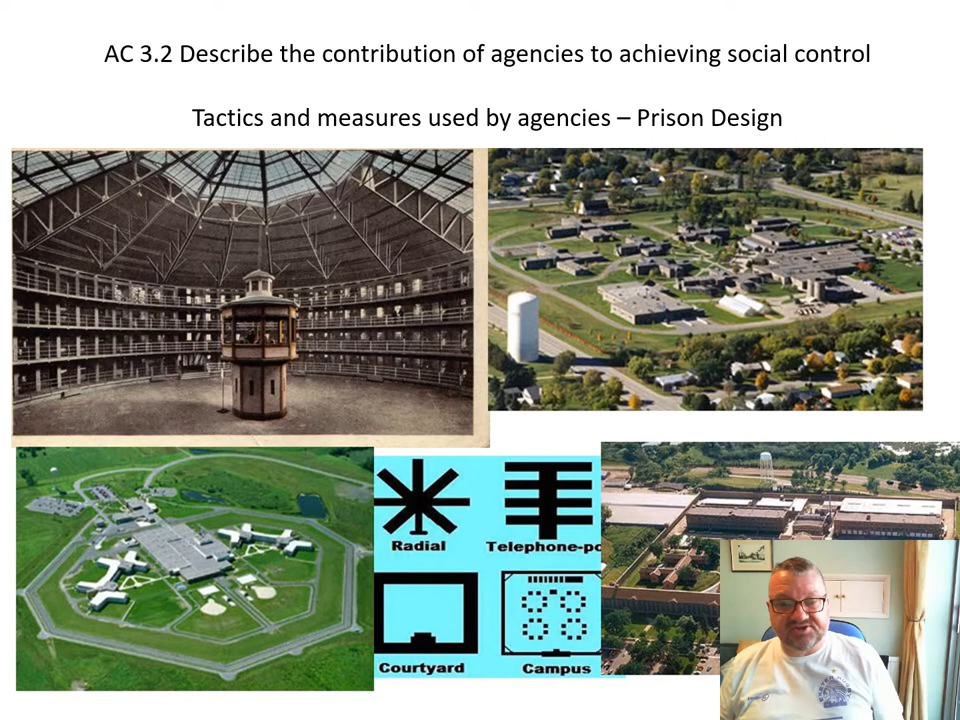 AC 3.2 Describe the contribution of agencies to achieving social control
Tactics and measures used by agencies – Prison Design
Radial
Telephone-po
Courtyard
Campus